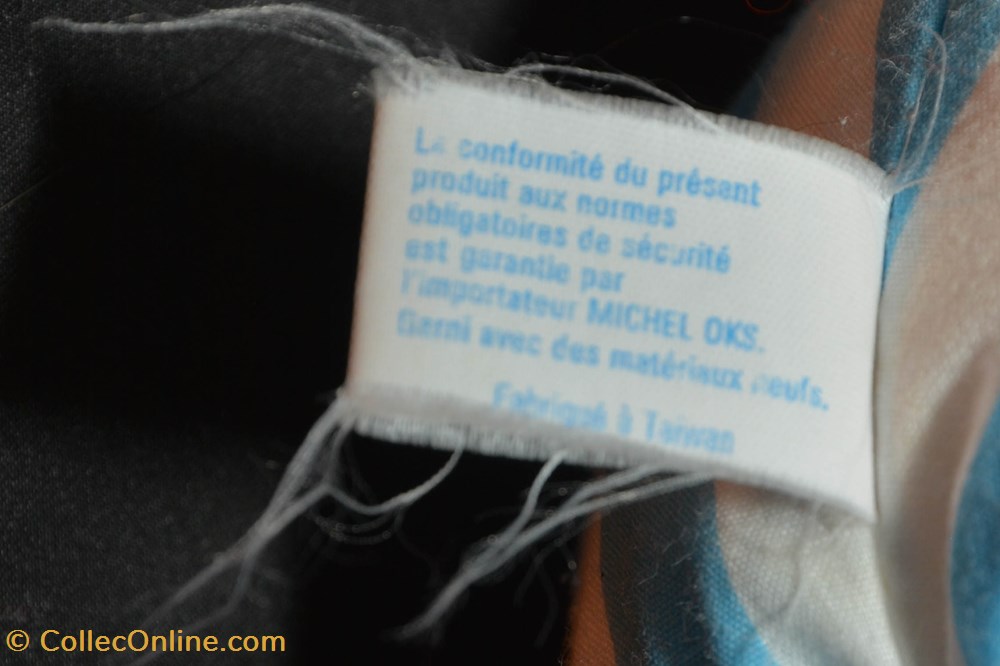 La conformité du présent
produit aux normes
obligatoires de sécurité
est garantie par
l'importateur MICHEL OKS.
Garni avec des matériaux neufs.
Fabriqué à Taiwan
© CollecOnline.com